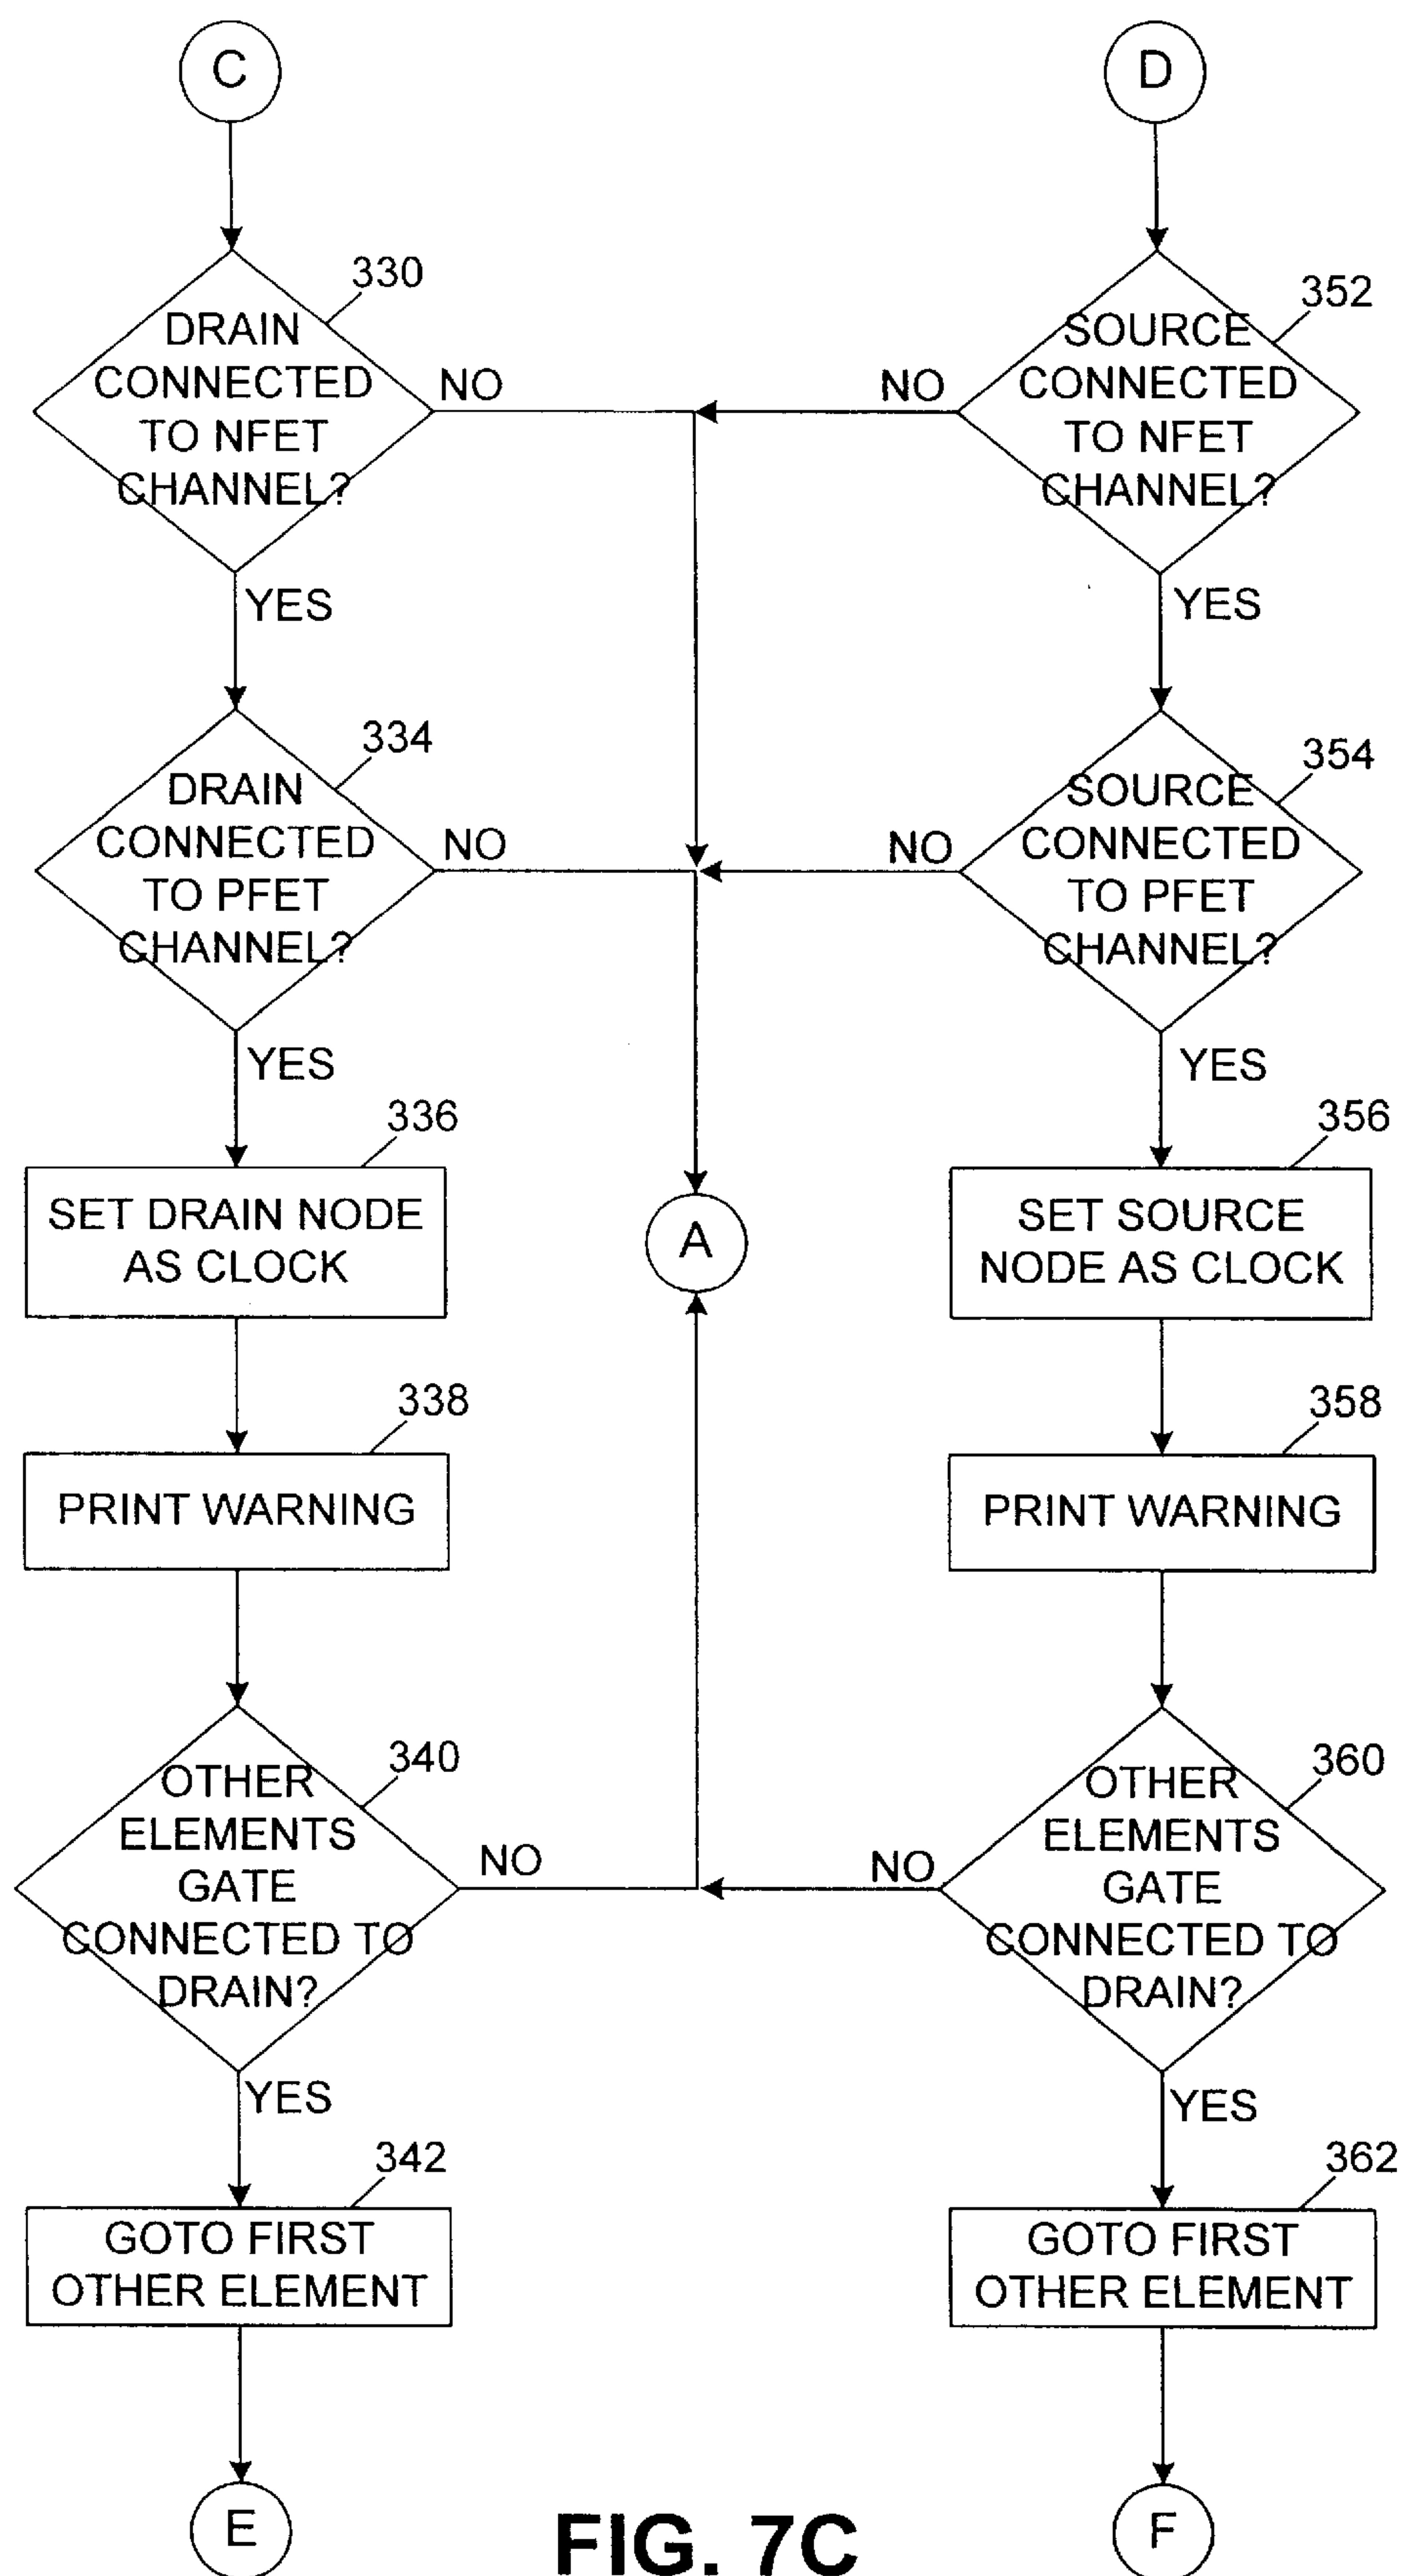 C
330
DRAIN
CONNECTED
TO NFET
CHANNEL?
NO
YES
334
DRAIN
CONNECTED
TO PFET
CHANNEL?
NO
YES
336
SET DRAIN NODE
AS CLOCK
338
PRINT WARNING
340
OTHER
ELEMENTS
GATE
CONNECTED TO
DRAIN?
NO
YES
342
GOTO FIRST
OTHER ELEMENT
E
A
D
352
SOURCE
CONNECTED
TO NFET
CHANNEL?
NO
YES
354
SOURCE
CONNECTED
TO PFET
CHANNEL?
NO
YES
356
SET SOURCE
NODE AS CLOCK
358
PRINT WARNING
360
OTHER
ELEMENTS
GATE
CONNECTED TO
DRAIN?
NO
YES
362
GOTO FIRST
OTHER ELEMENT
F
FIG. 7C